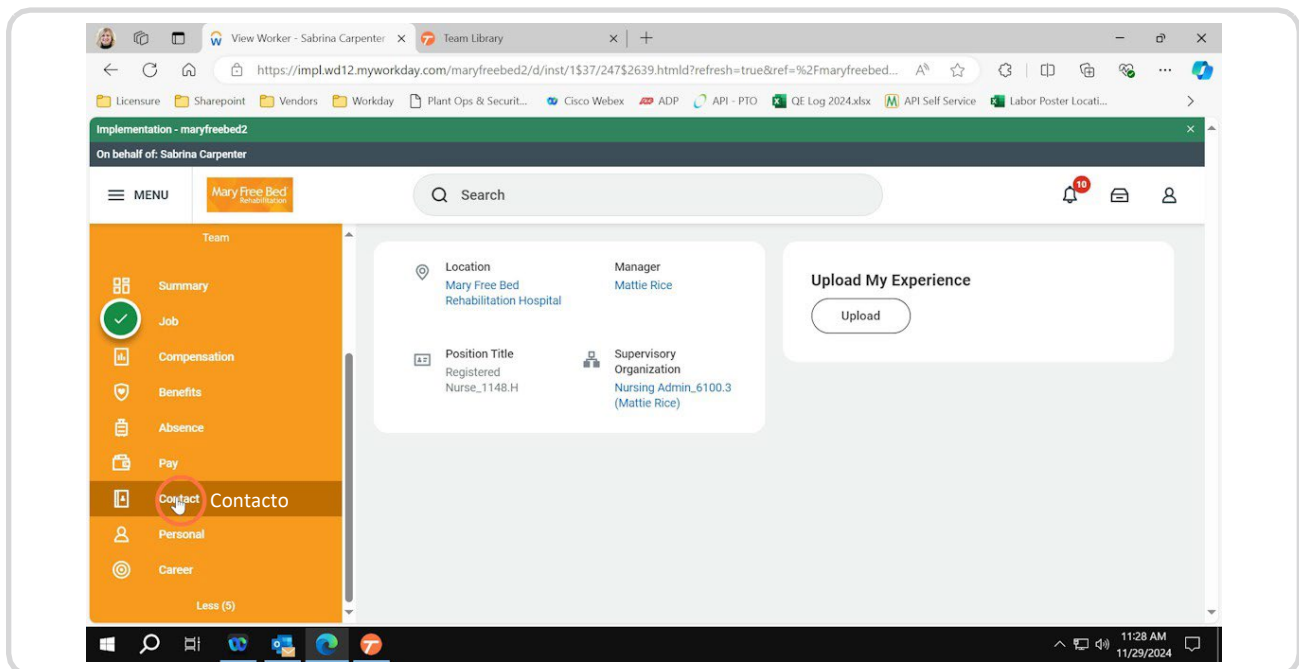 View Worker - Sabrina Carpenter
Team Library
https://impl.wd12.myworkday.com/maryfreebed2/d/inst/1$37/247$2639.htmld?refresh=true&ref=%2Fmaryfreebed...
Licensure Sharepoint Vendors Workday Plant Ops & Securit... Cisco Webex ADP API - PTO QE Log 2024.xlsx API Self Service Labor Poster Locati...
Implementation - maryfreebed2
On behalf of: Sabrina Carpenter
MENU
Mary Free Bed
Rehabilitation
Search
10
Team
Summary
Job
Compensation
Benefits
Absence
Pay
Contact Contacto
Personal
Career
Less (5)
Location
Mary Free Bed
Rehabilitation Hospital
Manager
Mattie Rice
Position Title
Registered
Nurse_1148.H
Supervisory
Organization
Nursing Admin_6100.3
(Mattie Rice)
Upload My Experience
Upload
11:28 AM
11/29/2024